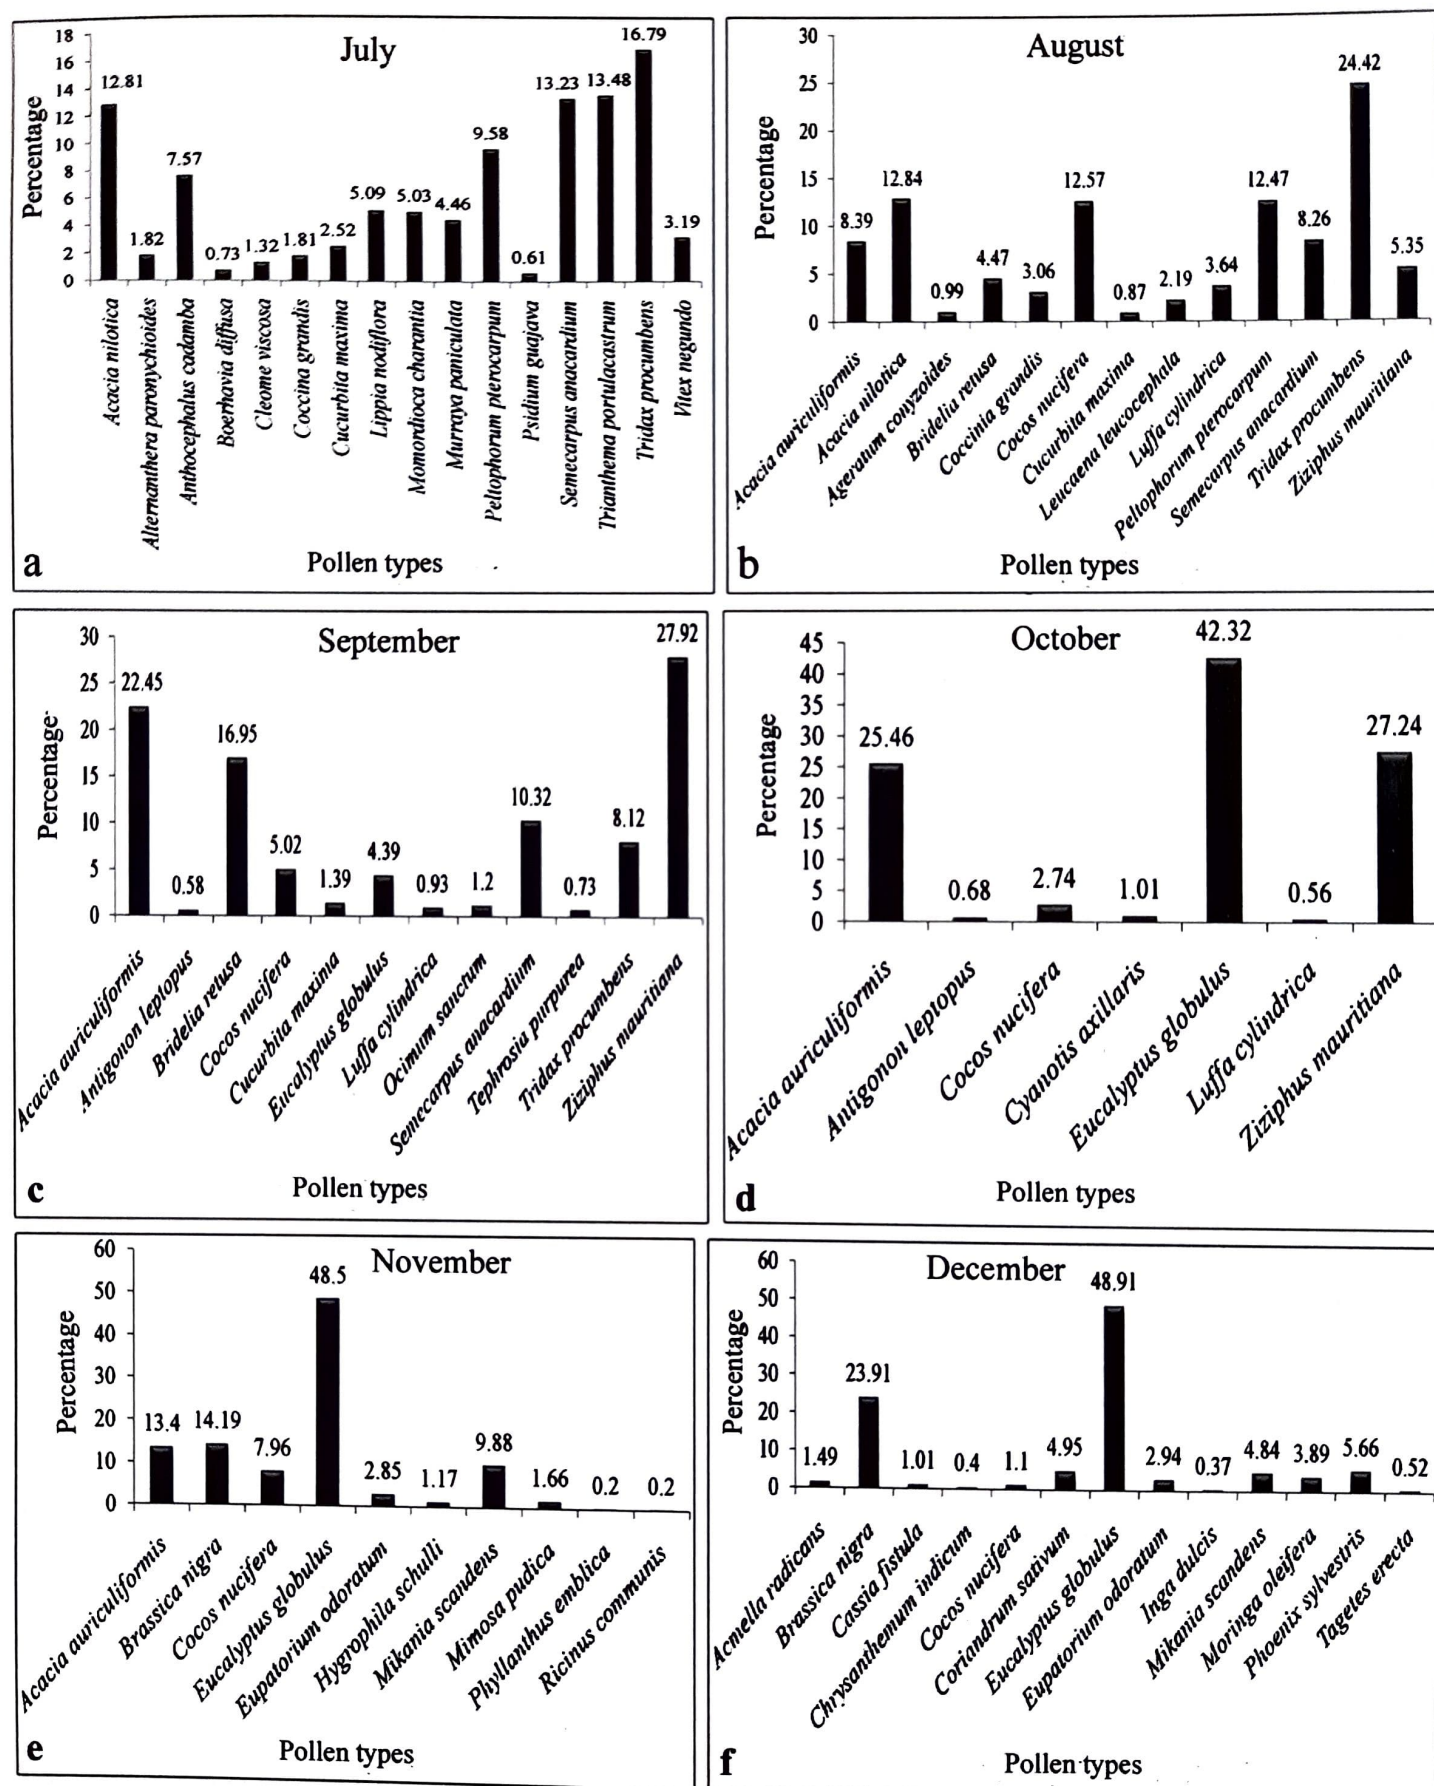 July
Percentage
18
16
14
12
10
8
6
4
2
0
12.81
1.82
7.57
0.73
1.32
1.81
2.52
5.09
5.03
4.46
9.58
0.61
13.23
13.48
16.79
3.19
Acacia nilotica
Alternanthera paronychioides
Anthocephalus cadamba
Boerhavia diffusa
Cleome viscosa
Coccina grandis
Cucurbita maxima
Lippia nodiflora
Momordioca charantia
Murraya paniculata
Peltophorum pterocarpum
Psidium guajava
Semecarpus anacardium
Trianthema portulacastrum
Tridax procumbens
Vitex negundo
Pollen types
a
August
Percentage
30
25
20
15
10
5
0
8.39
12.84
0.99
4.47
3.06
12.57
0.87
2.19
3.64
12.47
8.26
24.42
5.35
Acacia auriculiformis
Acacia nilotica
Ageratum conyzoides
Bridelia retusa
Coccinia grandis
Cocos nucifera
Cucurbita maxima
Leucaena leucocephala
Luffa cylindrica
Peltophorum pterocarpum
Semecarpus anacardium
Tridax procumbens
Ziziphus mauritiana
Pollen types
b
September
Percentage
30
25
20
15
10
5
0
22.45
0.58
16.95
5.02
1.39
4.39
0.93
1.2
10.32
0.73
8.12
27.92
Acacia auriculiformis
Antigonon leptopus
Bridelia retusa
Cocos nucifera
Cucurbita maxima
Eucalyptus globulus
Luffa cylindrica
Ocimum sanctum
Semecarpus anacardium
Tephrosia purpurea
Tridax procumbens
Ziziphus mauritiana
Pollen types
c
October
Percentage
45
40
35
30
25
20
15
10
5
0
25.46
0.68
2.74
1.01
42.32
0.56
27.24
Acacia auriculiformis
Antigonon leptopus
Cocos nucifera
Cyanotis axillaris
Eucalyptus globulus
Luffa cylindrica
Ziziphus mauritiana
Pollen types
d
November
Percentage
60
50
40
30
20
10
0
13.4
14.19
7.96
48.5
2.85
1.17
9.88
1.66
0.2
0.2
Acacia auriculiformis
Brassica nigra
Cocos nucifera
Eucalyptus globulus
Eupatorium odoratum
Hygrophila schulli
Mikania scandens
Mimosa pudica
Phyllanthus emblica
Ricinus communis
Pollen types
e
December
Percentage
60
50
40
30
20
10
0
1.49
23.91
1.01
0.4
1.1
4.95
48.91
2.94
0.37
4.84
3.89
5.66
0.52
Acmella radicans
Brassica nigra
Cassia fistula
Chrysanthemum indicum
Cocos nucifera
Coriandrum sativum
Eucalyptus globulus
Eupatorium odoratum
Inga dulcis
Mikania scandens
Moringa oleifera
Phoenix sylvestris
Tagetes erecta
Pollen types
f